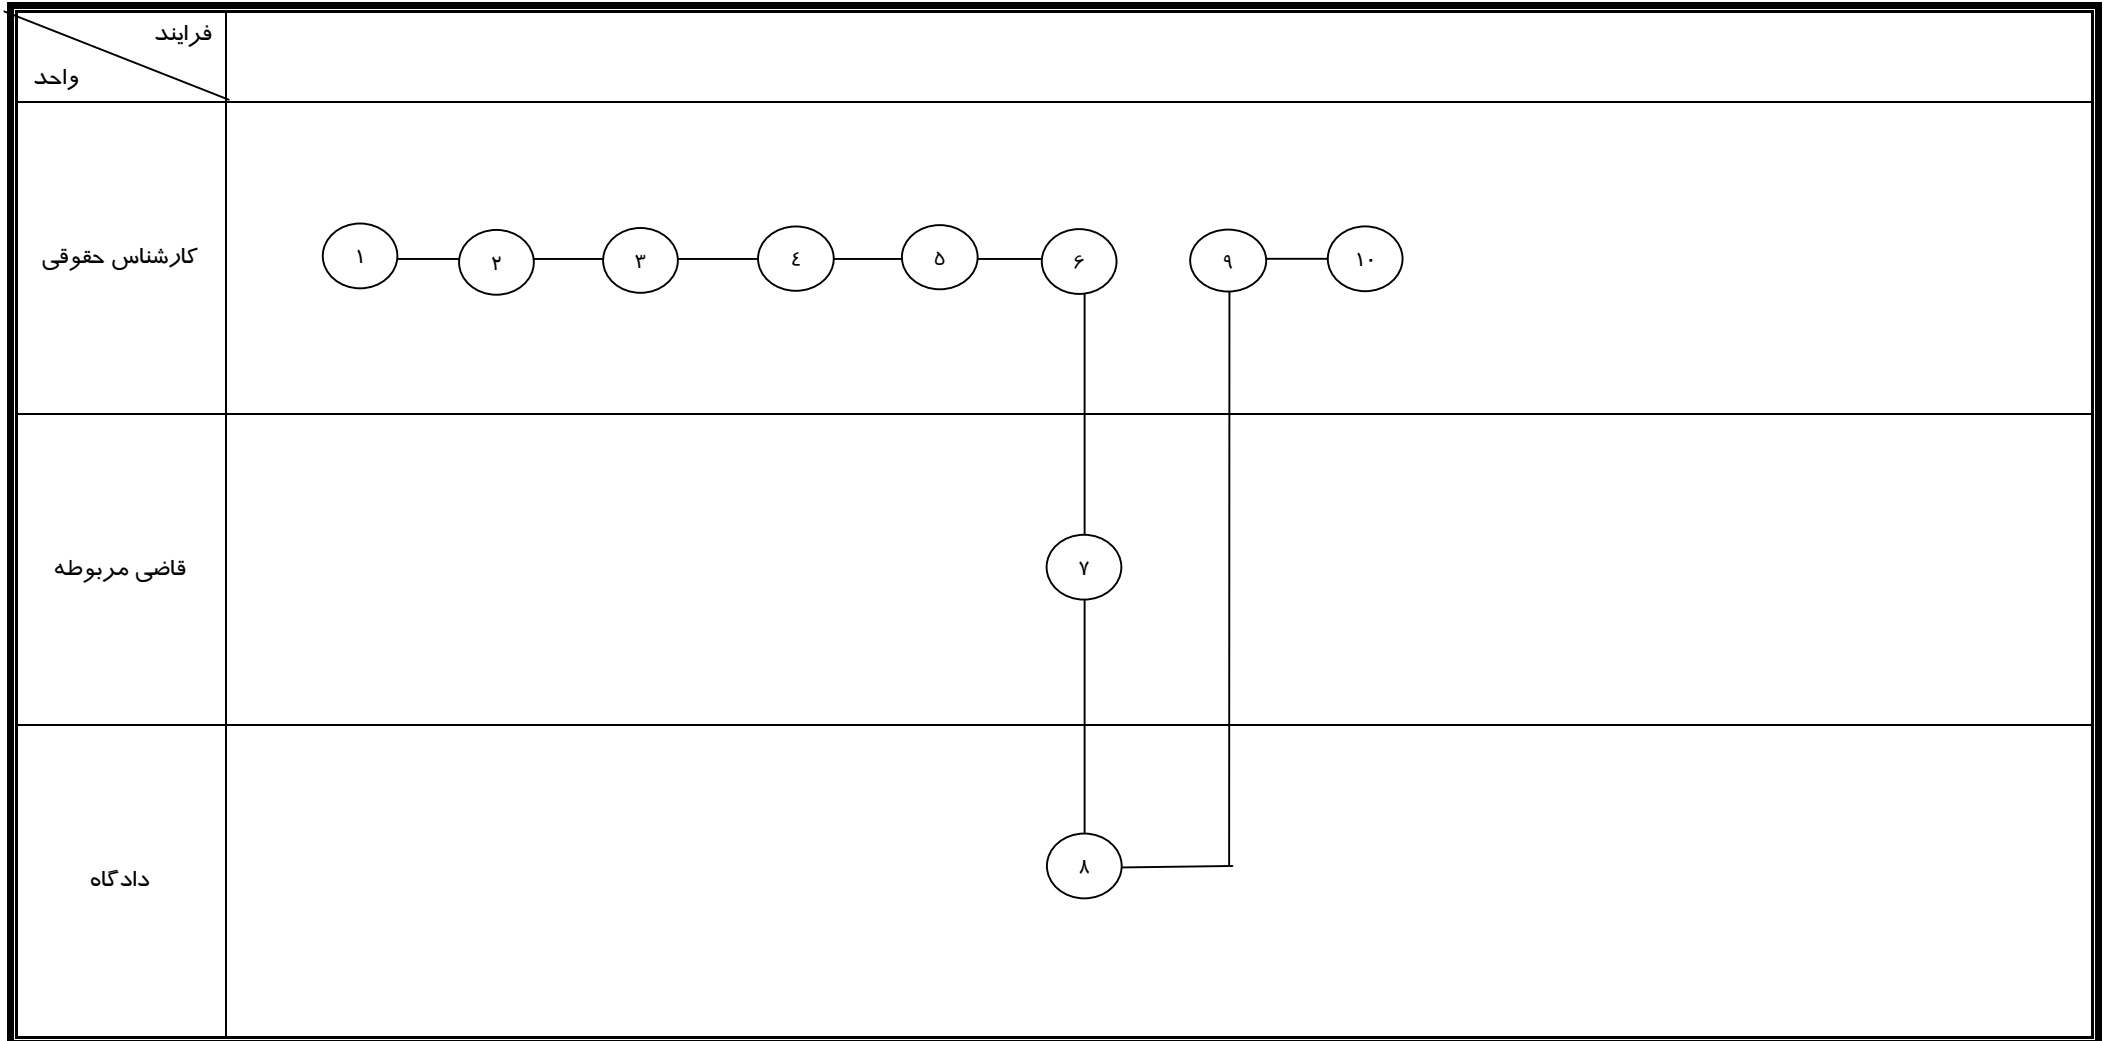 فرایند
واحد
کارشناس حقوقی
۱
۲
۳
٤
۵
۶
۹
۱۰
قاضی مربوطه
۷
دادگاه
۸